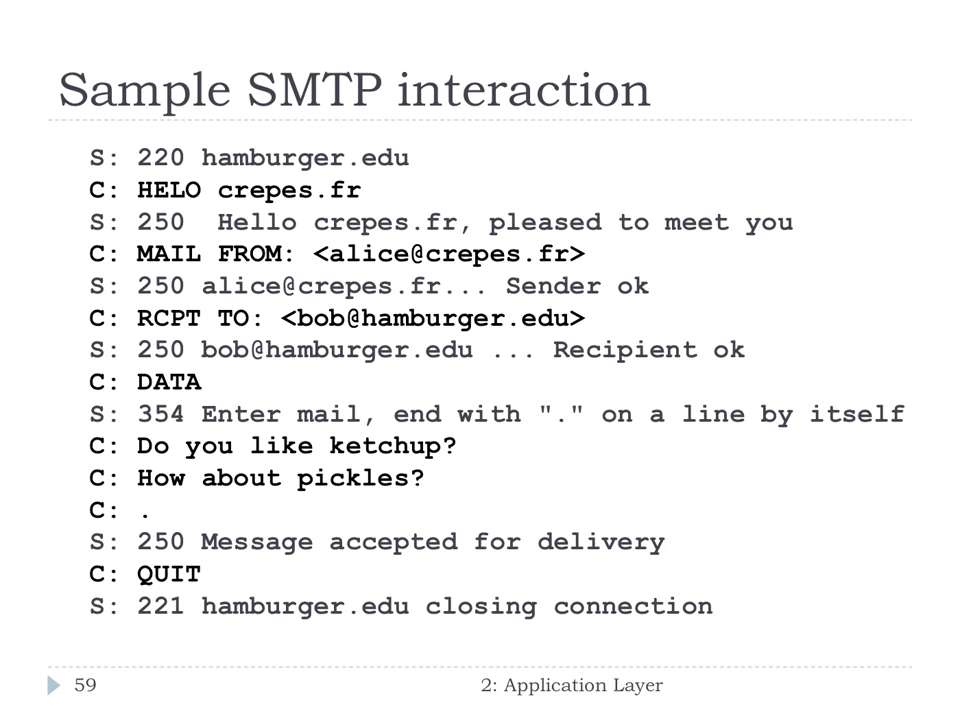 Sample SMTP interaction
S: 220 hamburger.edu
C: HELO crepes.fr
S: 250  Hello crepes.fr, pleased to meet you
C: MAIL FROM: <alice@crepes.fr>
S: 250 alice@crepes.fr... Sender ok
C: RCPT TO: <bob@hamburger.edu>
S: 250 bob@hamburger.edu ... Recipient ok
C: DATA
S: 354 Enter mail, end with "." on a line by itself
C: Do you like ketchup?
C: How about pickles?
C: .
S: 250 Message accepted for delivery
C: QUIT
S: 221 hamburger.edu closing connection
59
2: Application Layer